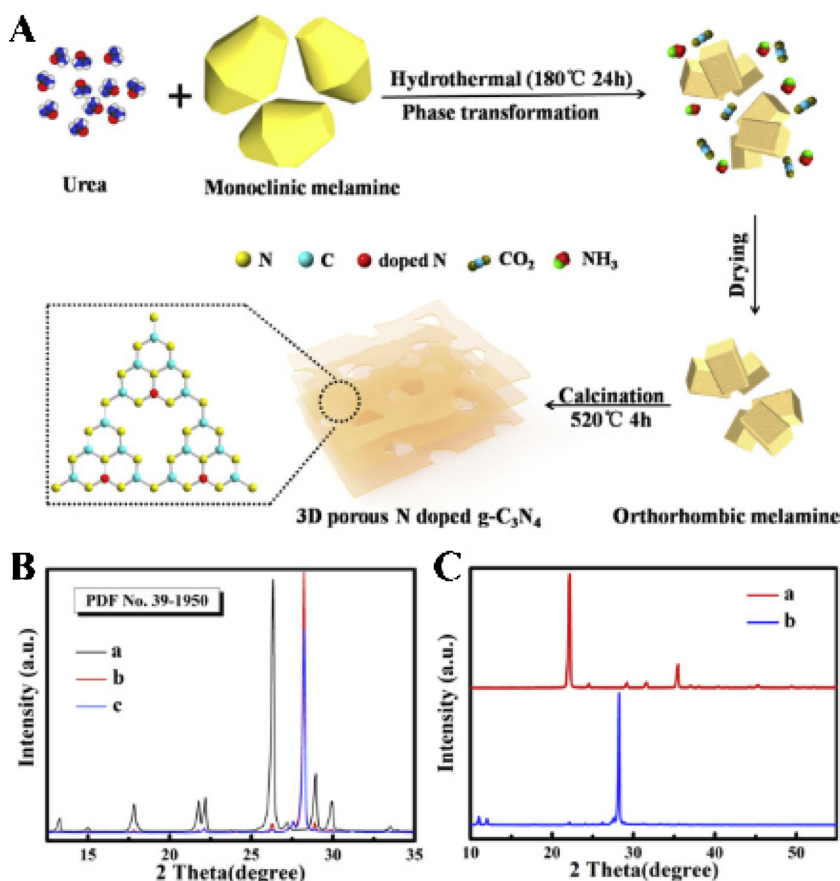 A
Hydrothermal (180℃ 24h)
Phase transformation
Urea
Monoclinic melamine
N
C
doped N
CO₂
NH₃
Drying
Calcination
520℃ 4h
3D porous N doped g-C₃N₄
Orthorhombic melamine
B
PDF No. 39-1950
a
b
c
Intensity (a.u.)
15 20 25 30 35
2 Theta(degree)
C
a
b
Intensity (a.u.)
10 20 30 40 50
2 Theta(degree)